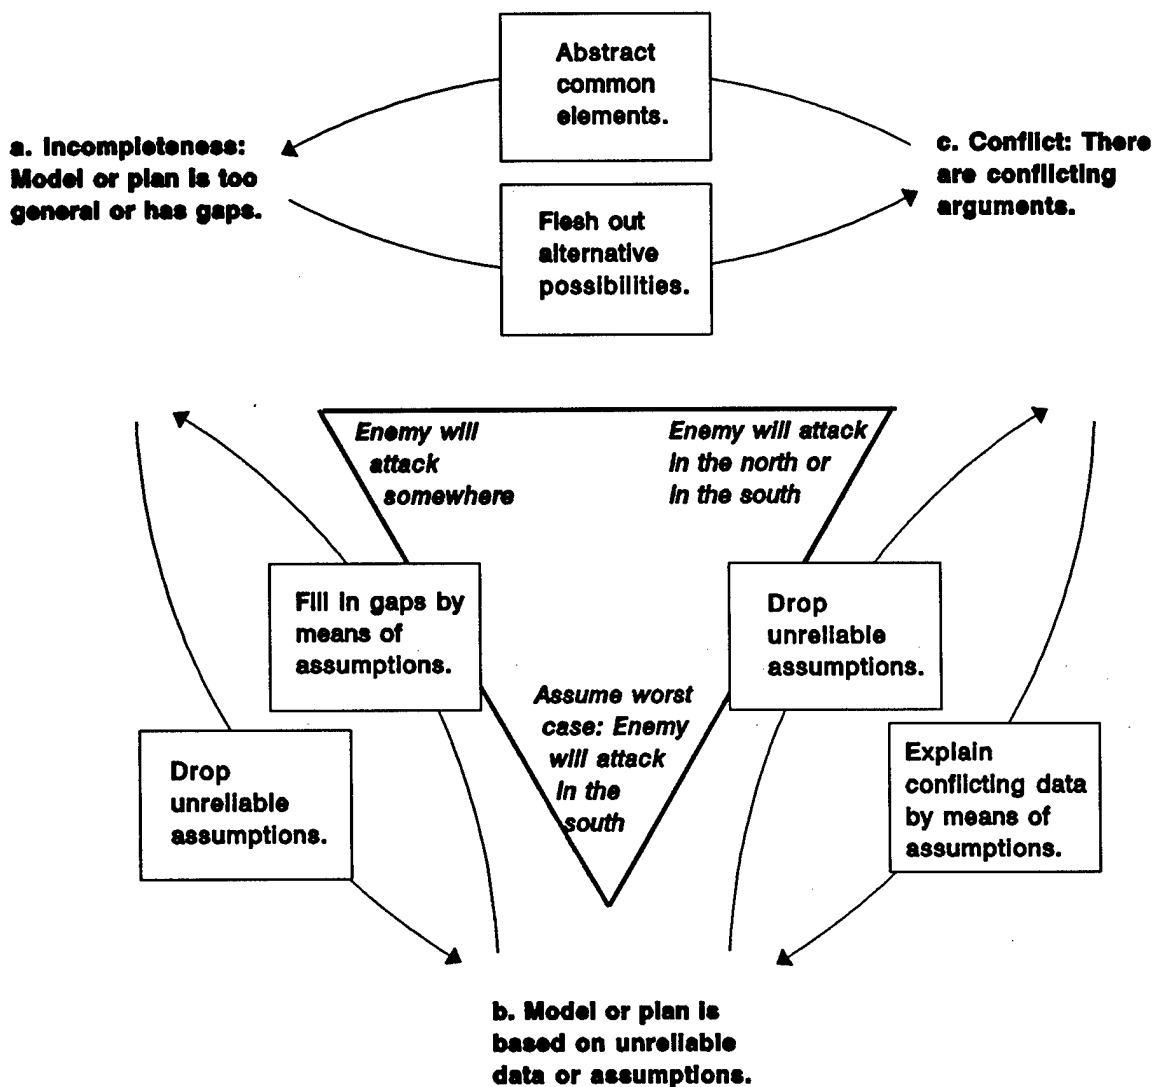 Abstract
common
elements.
a. Incompleteness:
Model or plan is too
general or has gaps.
c. Conflict: There
are conflicting
arguments.
Flesh out
alternative
possibilities.
Enemy will
attack
somewhere
Enemy will attack
in the north or
in the south
Fill in gaps by
means of
assumptions.
Drop
unreliable
assumptions.
Assume worst
case: Enemy
will attack
in the
south
Drop
unreliable
assumptions.
Explain
conflicting data
by means of
assumptions.
b. Model or plan is
based on unreliable
data or assumptions.